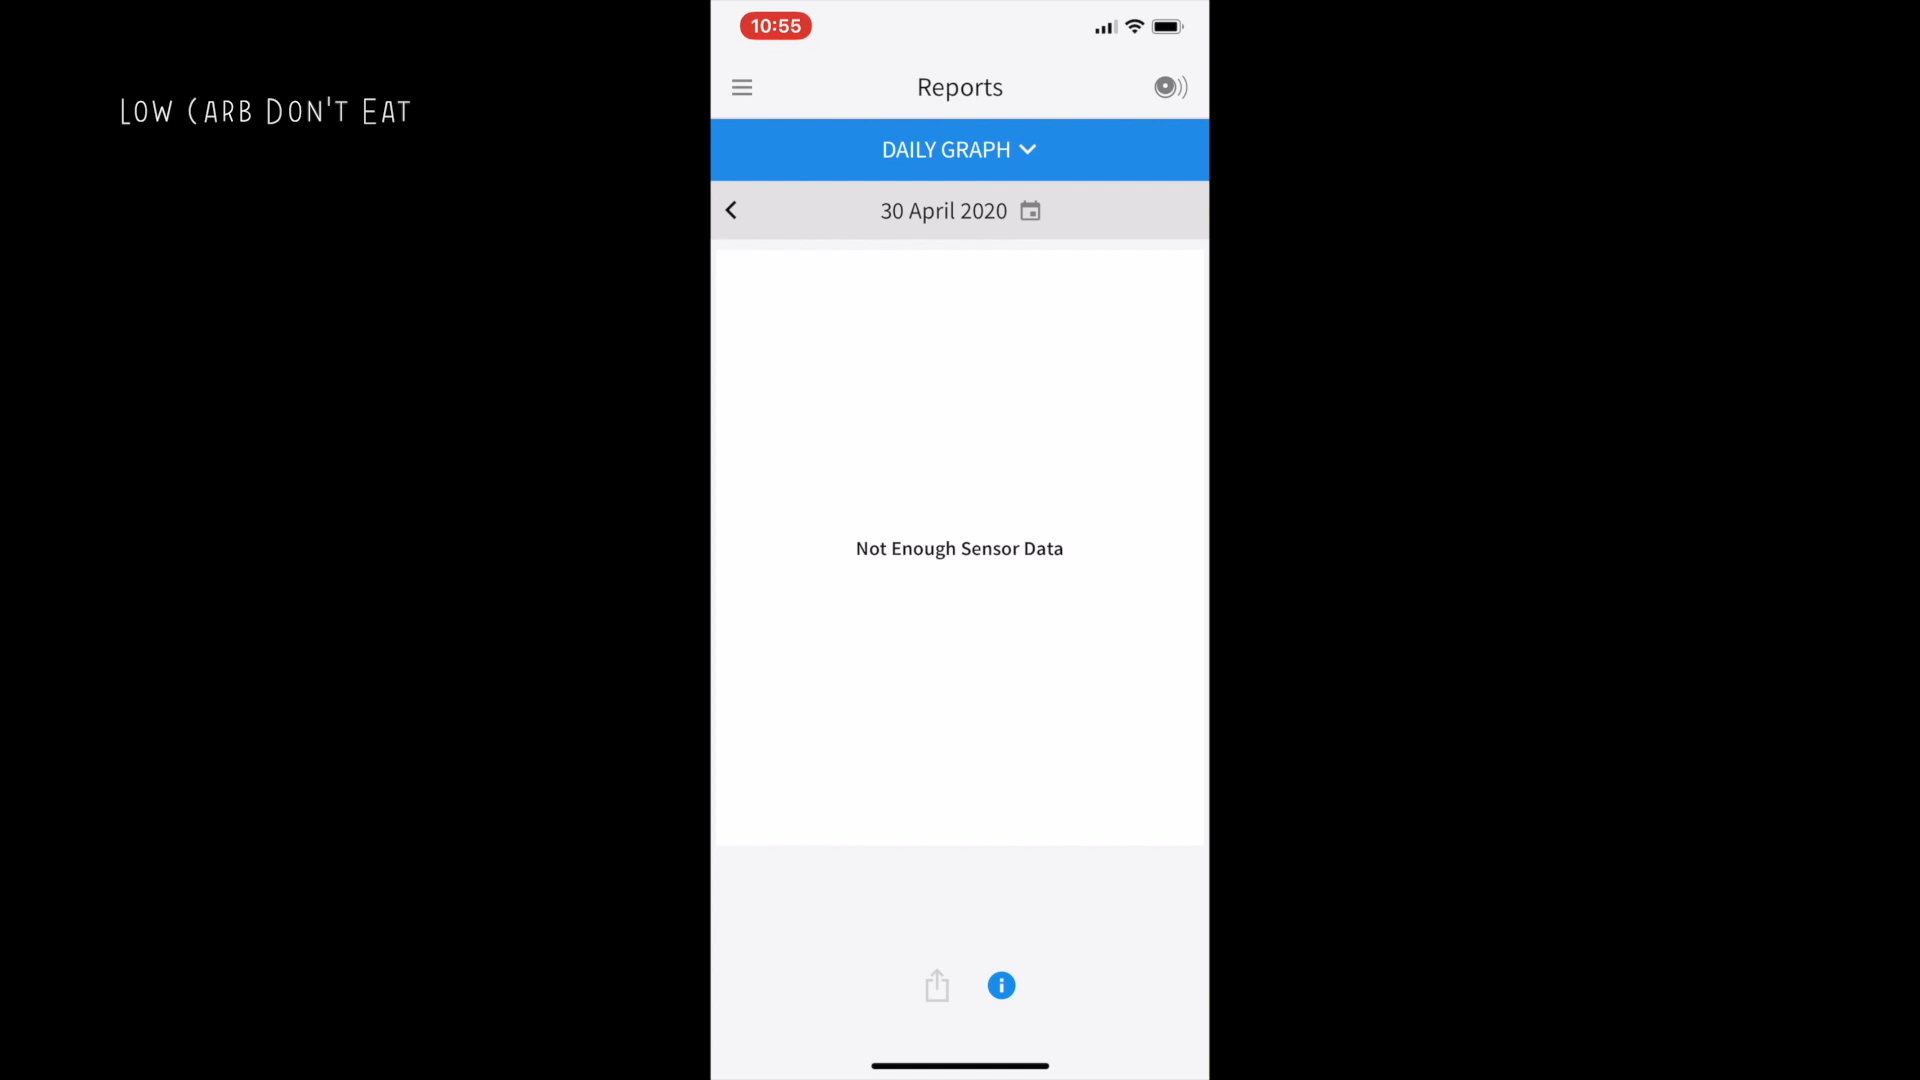 LOW CARB DON'T EAT
10:55
Reports
DAILY GRAPH
30 April 2020
Not Enough Sensor Data